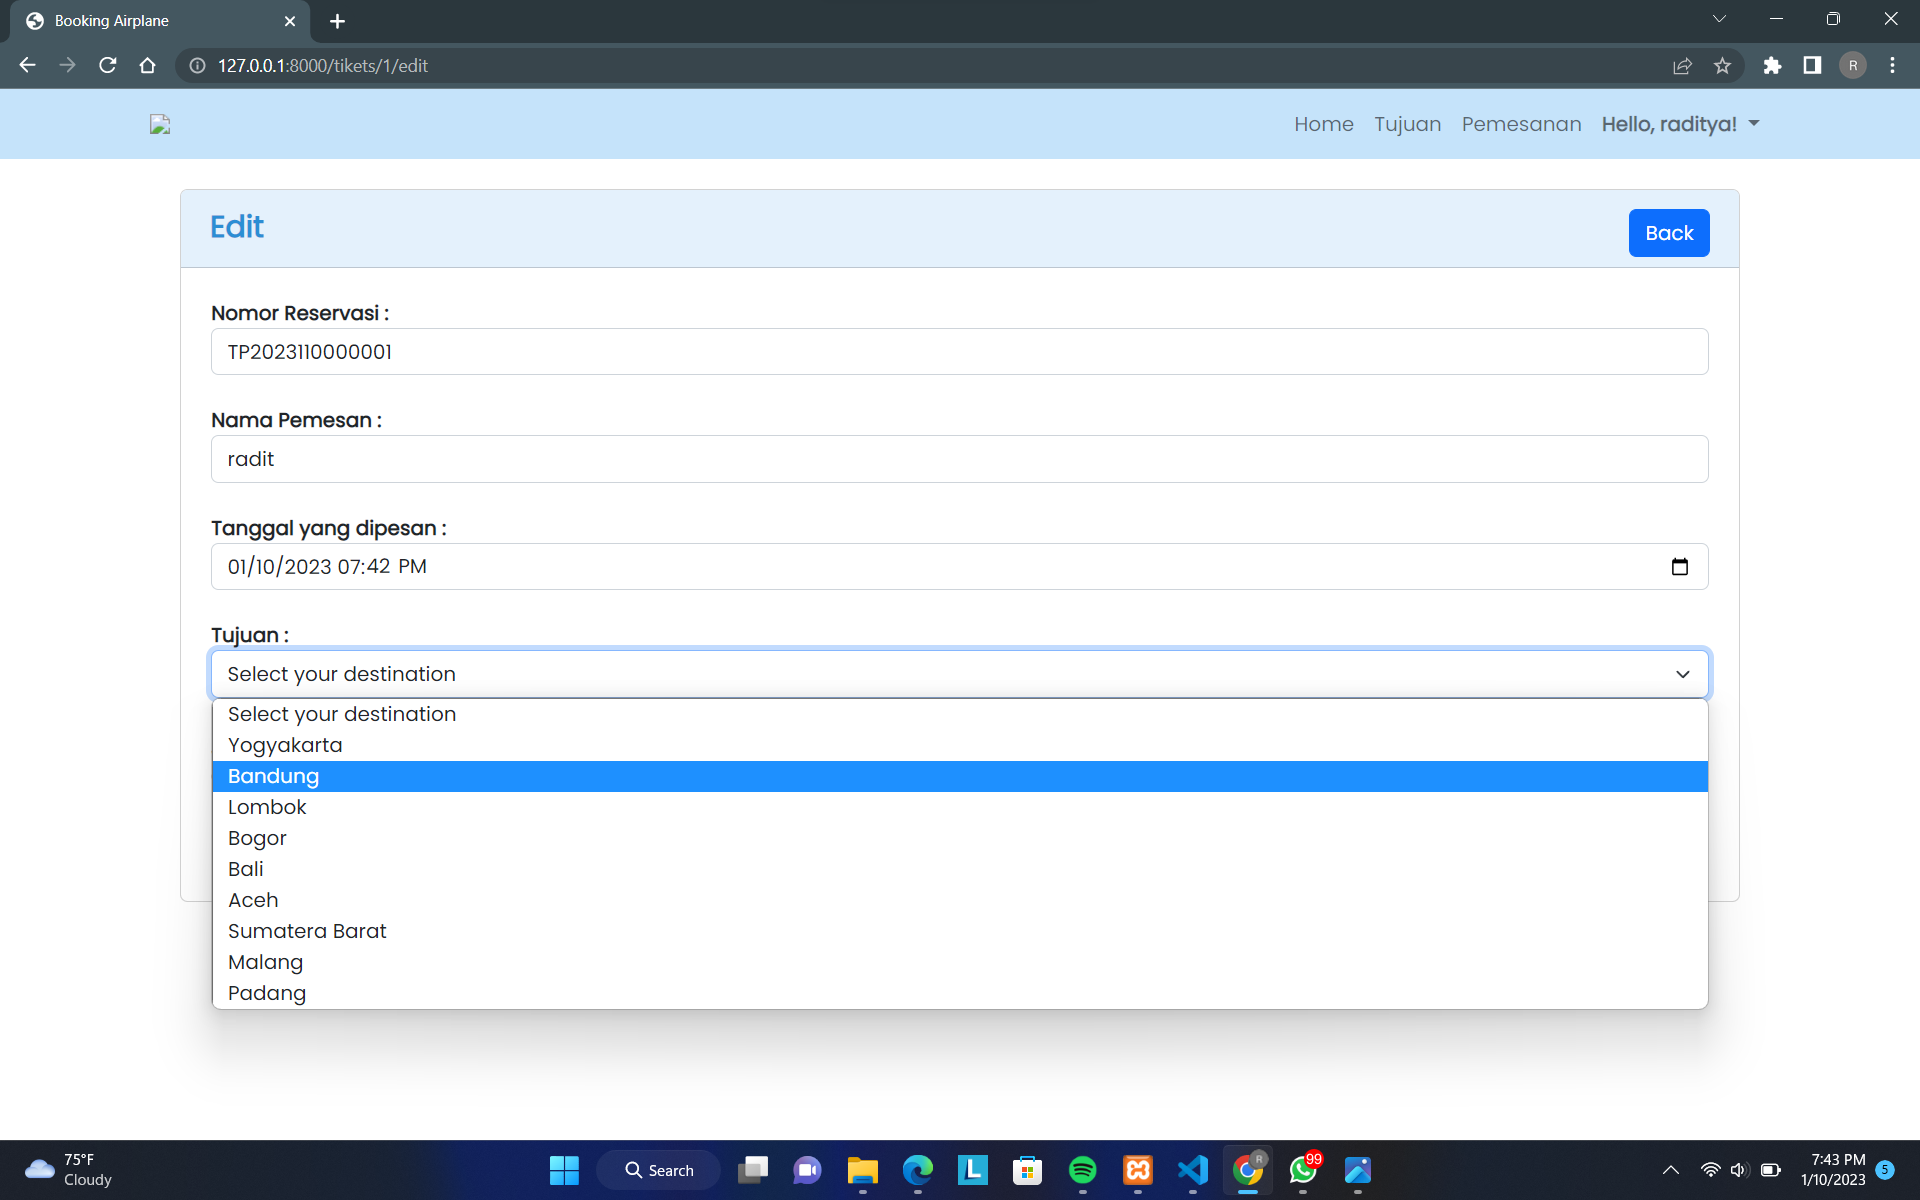 Booking Airplane
127.0.0.1:8000/tikets/1/edit
R
Home Tujuan Pemesanan Hello, raditya!
Edit
Back
Nomor Reservasi :
TP2023110000001
Nama Pemesan :
radit
Tanggal yang dipesan :
01/10/2023 07:42 PM
Tujuan :
Select your destination
Select your destination
Yogyakarta
Bandung
Lombok
Bogor
Bali
Aceh
Sumatera Barat
Malang
Padang
75°F
Cloudy
Search
L
R
99
7:43 PM
1/10/2023
5